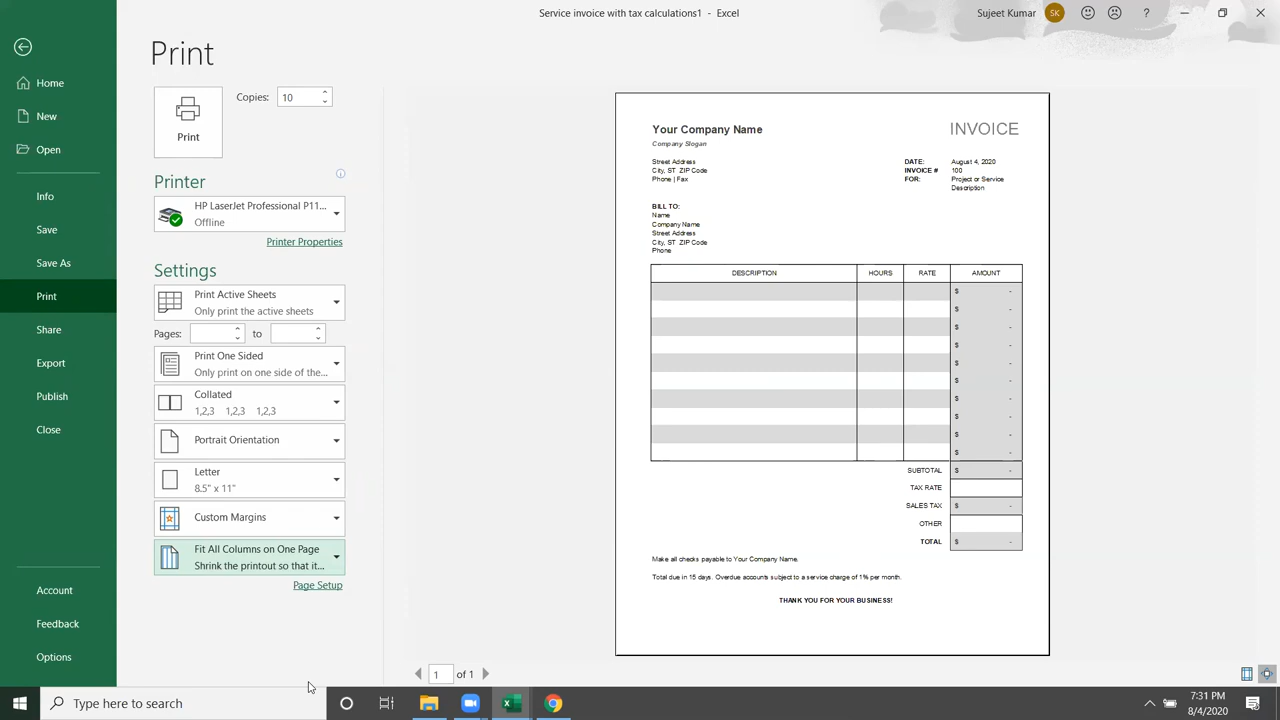 Service invoice with tax calculations1 - Excel
Sujeet Kumar SK
Print
Home
New
Open
Info
Save
Save As
Print
Share
Export
Publish
Close
Account
Feedback
Options
Print
Copies: 10
Printer
HP LaserJet Professional P11...
Offline
Printer Properties
Settings
Print Active Sheets
Only print the active sheets
Pages: to
Print One Sided
Only print on one side of the...
Collated
1,2,3 1,2,3 1,2,3
Portrait Orientation
Letter
8.5" x 11"
Custom Margins
Fit All Columns on One Page
Shrink the printout so that it...
Page Setup
Your Company Name INVOICE
Company Slogan
Street Address DATE: August 4, 2020
City, ST ZIP Code INVOICE # 100
Phone | Fax FOR: Project or Service
Description
BILL TO:
Name
Company Name
Street Address
City, ST ZIP Code
Phone
DESCRIPTION HOURS RATE AMOUNT
$ -
$ -
$ -
$ -
$ -
$ -
$ -
$ -
$ -
$ -
SUBTOTAL $ -
TAX RATE
SALES TAX $ -
OTHER
TOTAL $ -
Make all checks payable to Your Company Name.
Total due in 15 days. Overdue accounts subject to a service charge of 1% per month.
THANK YOU FOR YOUR BUSINESS!
1 of 1
Type here to search
7:31 PM
8/4/2020